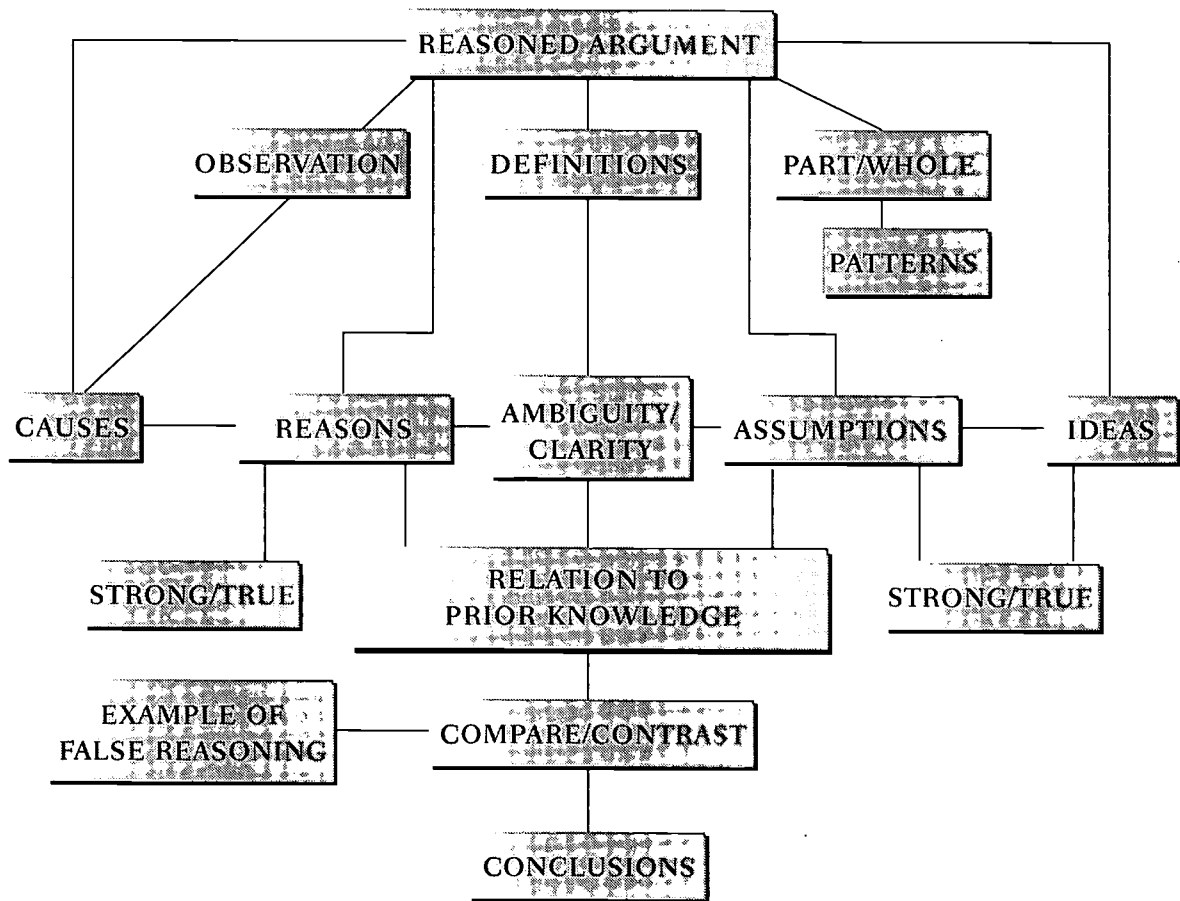 REASONED ARGUMENT
OBSERVATION
DEFINITIONS
PART/WHOLE
PATTERNS
CAUSES
REASONS
AMBIGUITY/
CLARITY
ASSUMPTIONS
IDEAS
STRONG/TRUE
RELATION TO
PRIOR KNOWLEDGE
STRONG/TRUE
EXAMPLE OF
FALSE REASONING
COMPARE/CONTRAST
CONCLUSIONS